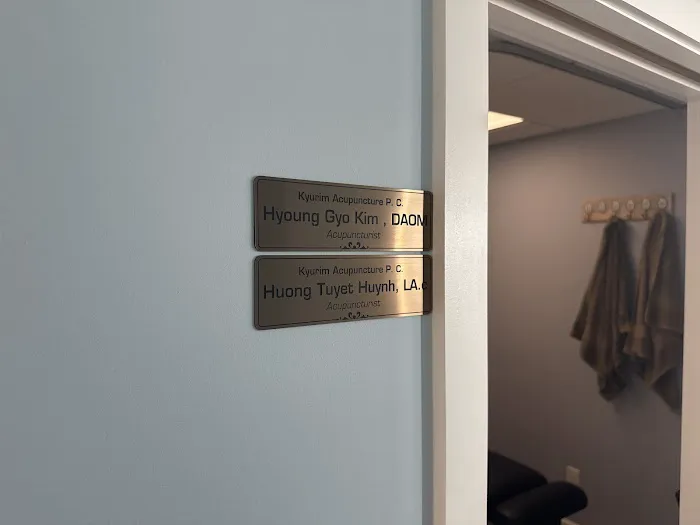 Kyurim Acupuncture P. C.
Hyoung Gyo Kim , DAOM
Acupuncturist
Kyurim Acupuncture P. C.
Huong Tuyet Huynh, LA.c
Acupuncturist